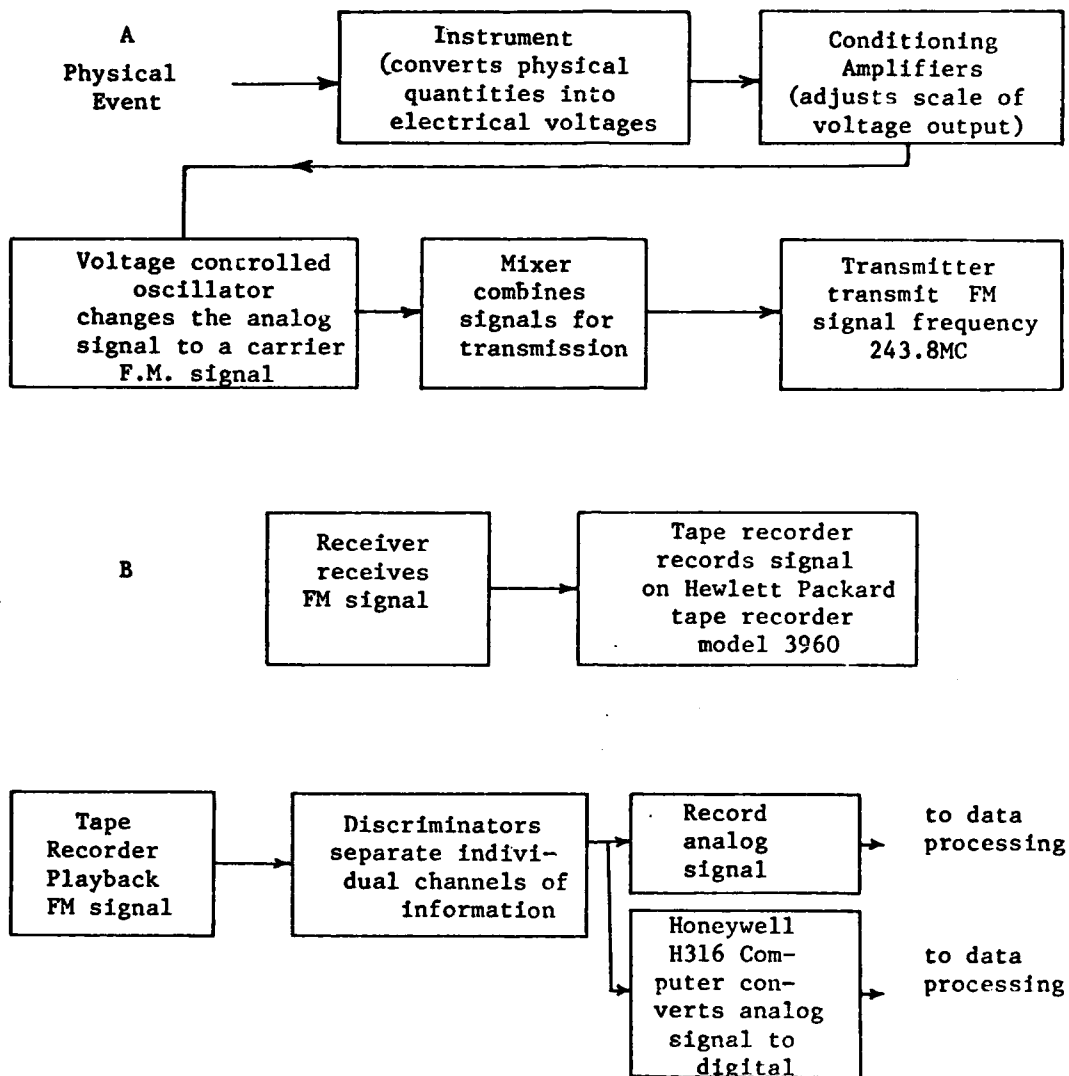 A
Physical
Event
Instrument
(converts physical
quantities into
electrical voltages
Conditioning
Amplifiers
(adjusts scale of
voltage output)
Voltage controlled
oscillator
changes the analog
signal to a carrier
F.M. signal
Mixer
combines
signals for
transmission
Transmitter
transmit FM
signal frequency
243.8MC
B
Receiver
receives
FM signal
Tape recorder
records signal
on Hewlett Packard
tape recorder
model 3960
Tape
Recorder
Playback
FM signal
Discriminators
separate indivi-
dual channels of
information
Record
analog
signal
to data
processing
Honeywell
H316 Com-
puter con-
verts analog
signal to
digital
to data
processing